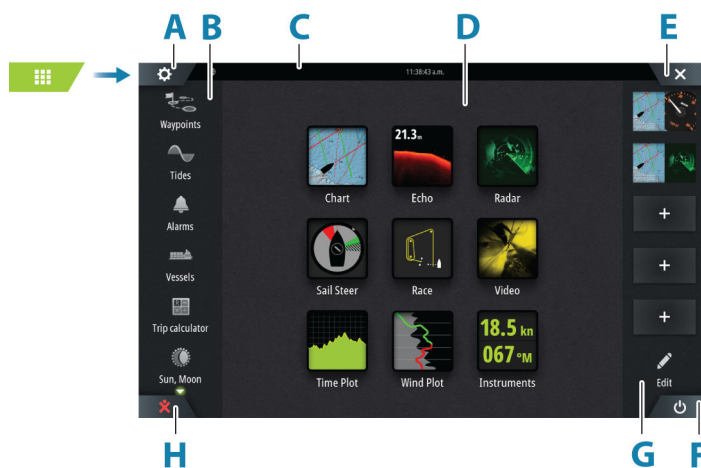 A B C D E
11:38:43 a.m.
Waypoints
Tides
Alarms
Vessels
Trip calculator
Sun, Moon
21.3m
Chart Echo Radar
Sail Steer Race Video
18.5 kn
067 °M
Time Plot Wind Plot Instruments
+
+
+
Edit
H G F